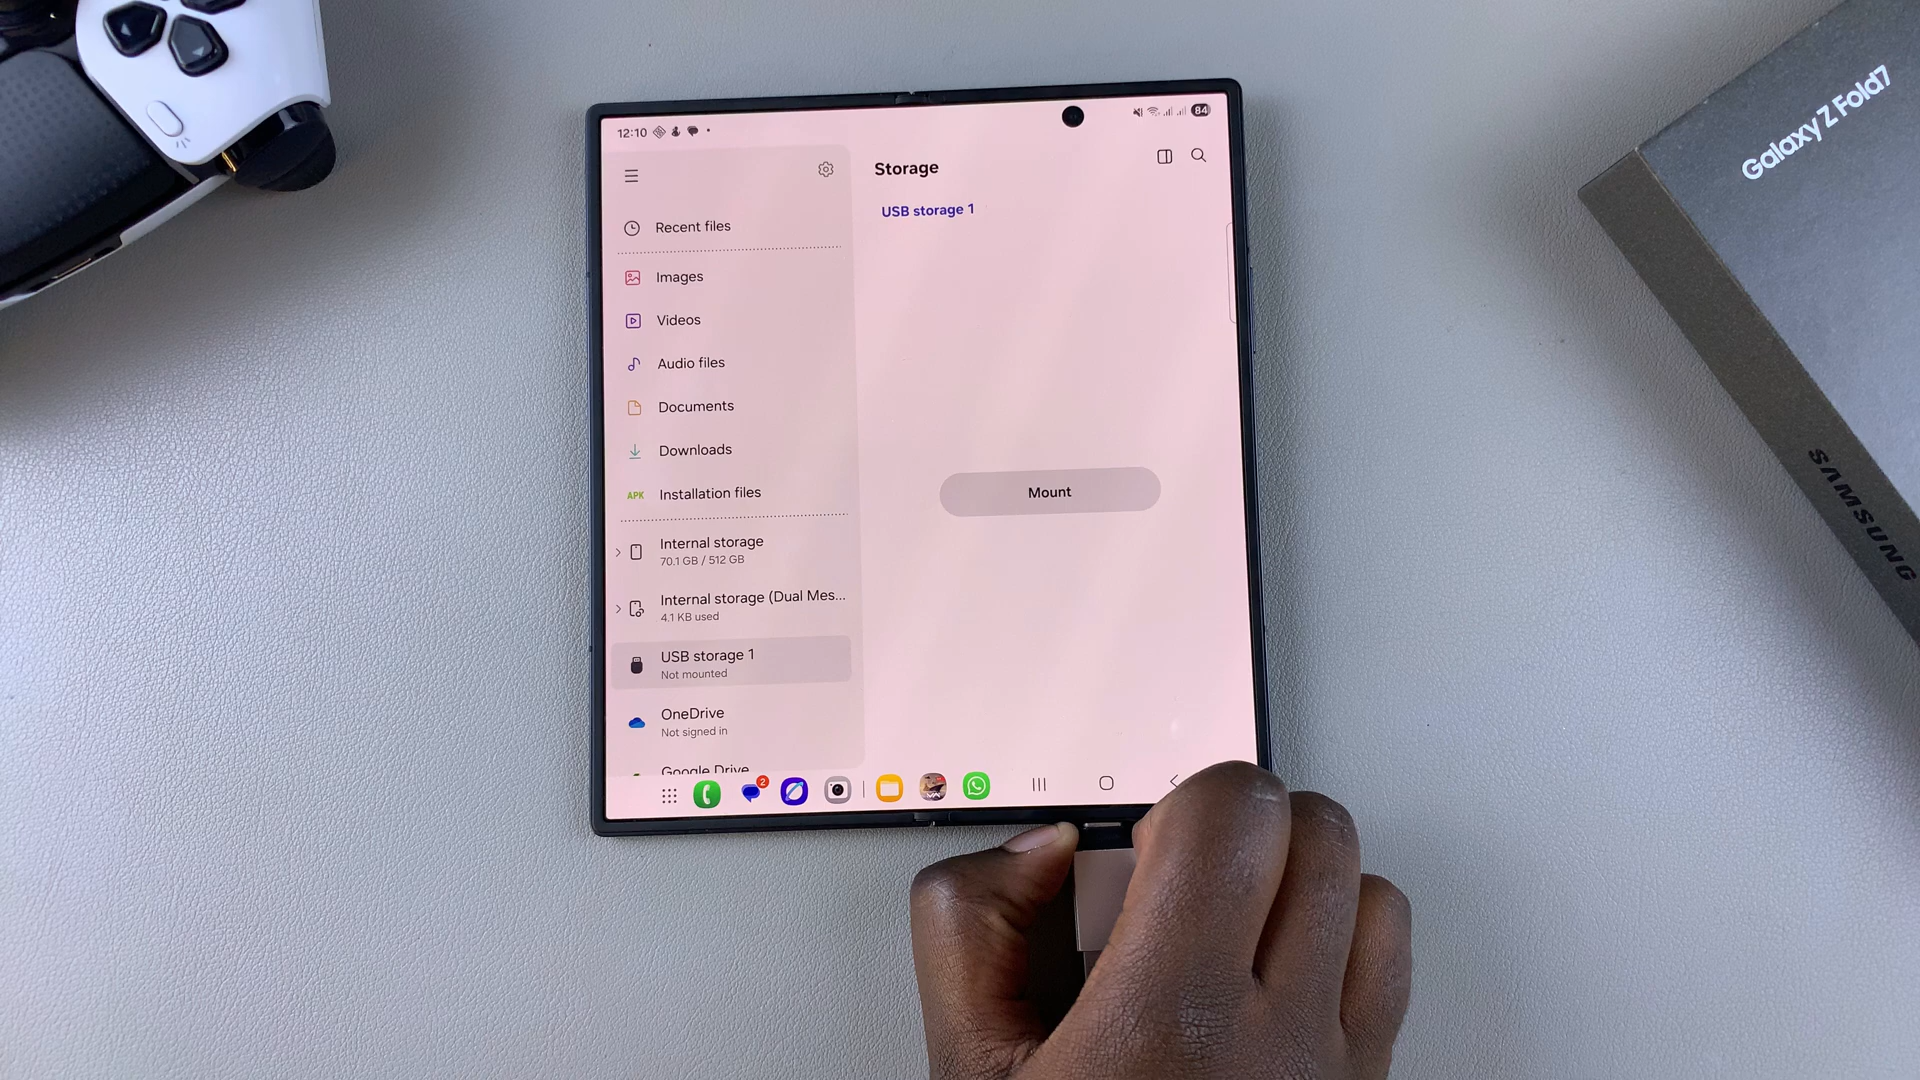 12:10
84
Storage
USB storage 1
Recent files
Images
Videos
Audio files
Documents
Downloads
APK Installation files
Internal storage
70.1 GB / 512 GB
Internal storage (Dual Mes...
4.1 KB used
USB storage 1
Not mounted
OneDrive
Not signed in
Google Drive
Mount
2
Galaxy Z Fold7
SAMSUNG